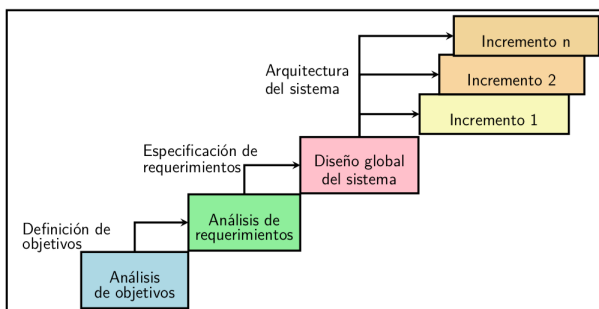 Incremento n
Arquitectura
del sistema
Incremento 2
Incremento 1
Especificación de
requerimientos
Diseño global
del sistema
Definición de
objetivos
Análisis de
requerimientos
Análisis
de objetivos